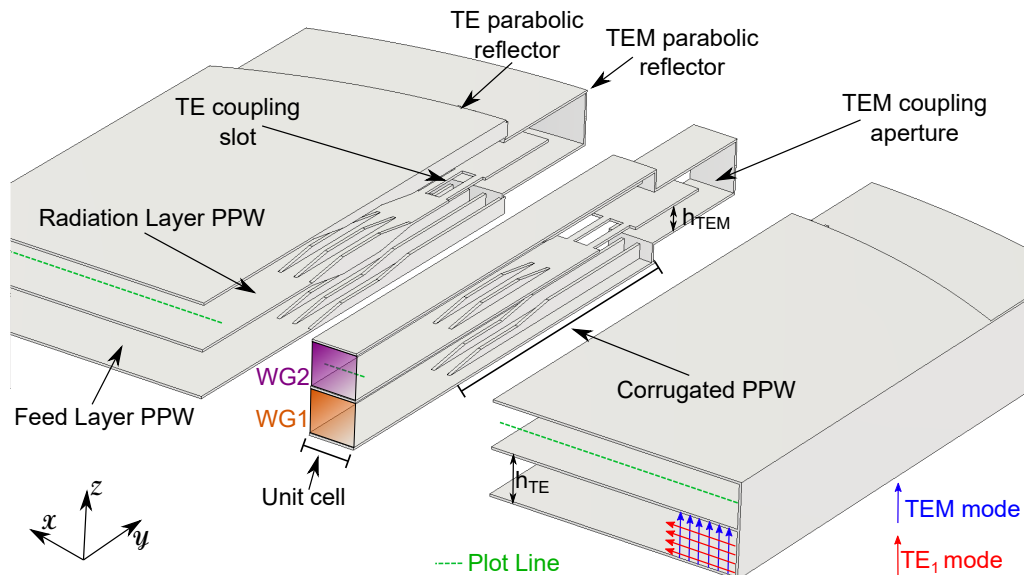 TE parabolic
reflector
TEM parabolic
reflector
TE coupling
slot
TEM coupling
aperture
Radiation Layer PPW
h_TEM
WG2
WG1
Corrugated PPW
Feed Layer PPW
Unit cell
h_TE
z
x
y
TEM mode
TE₁ mode
Plot Line